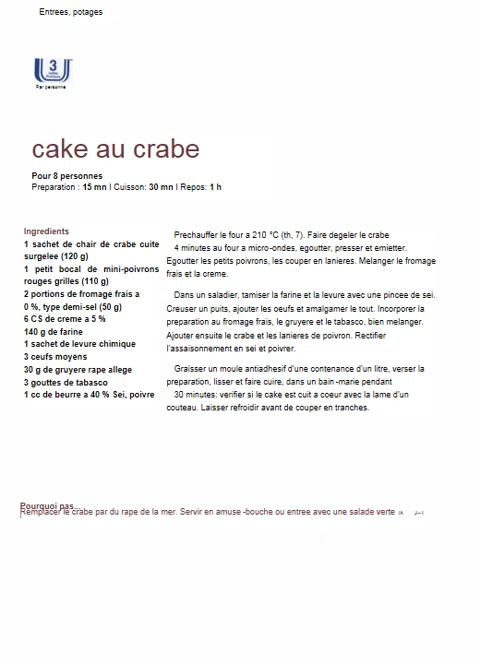 Entrees, potages
3
Par personne
cake au crabe
Pour 8 personnes
Preparation : 15 mn I Cuisson: 30 mn I Repos: 1 h
Ingredients
1 sachet de chair de crabe cuite
surgelee (120 g)
1 petit bocal de mini-poivrons
rouges grilles (110 g)
2 portions de fromage frais a
0 %, type demi-sel (50 g)
6 CS de creme a 5 %
140 g de farine
1 sachet de levure chimique
3 ceufs moyens
30 g de gruyere rape allege
3 gouttes de tabasco
1 cc de beurre a 40 % Sei, poivre
Prechauffer le four a 210 °C (th, 7). Faire degeler le crabe
4 minutes au four a micro-ondes, egoutter, presser et emietter.
Egoutter les petits poivrons, les couper en lanieres. Melanger le fromage
frais et la creme.
Dans un saladier, tamiser la farine et la levure avec une pincee de sei.
Creuser un puits, ajouter les oeufs et amalgamer le tout. Incorporer la
preparation au fromage frais, le gruyere et le tabasco, bien melanger.
Ajouter ensuite le crabe et les lanieres de poivron. Rectifier
l'assaisonnement en sei et poivrer.
Graisser un moule antiadhesif d'une contenance d'un litre, verser la
preparation, lisser et faire cuire, dans un bain -marie pendant
30 minutes: verifier si le cake est cuit a coeur avec la lame d'un
couteau. Laisser refroidir avant de couper en tranches.
Pourquoi pas...
Remplacer le crabe par du rape de la mer. Servir en amuse -bouche ou entree avec une salade verte